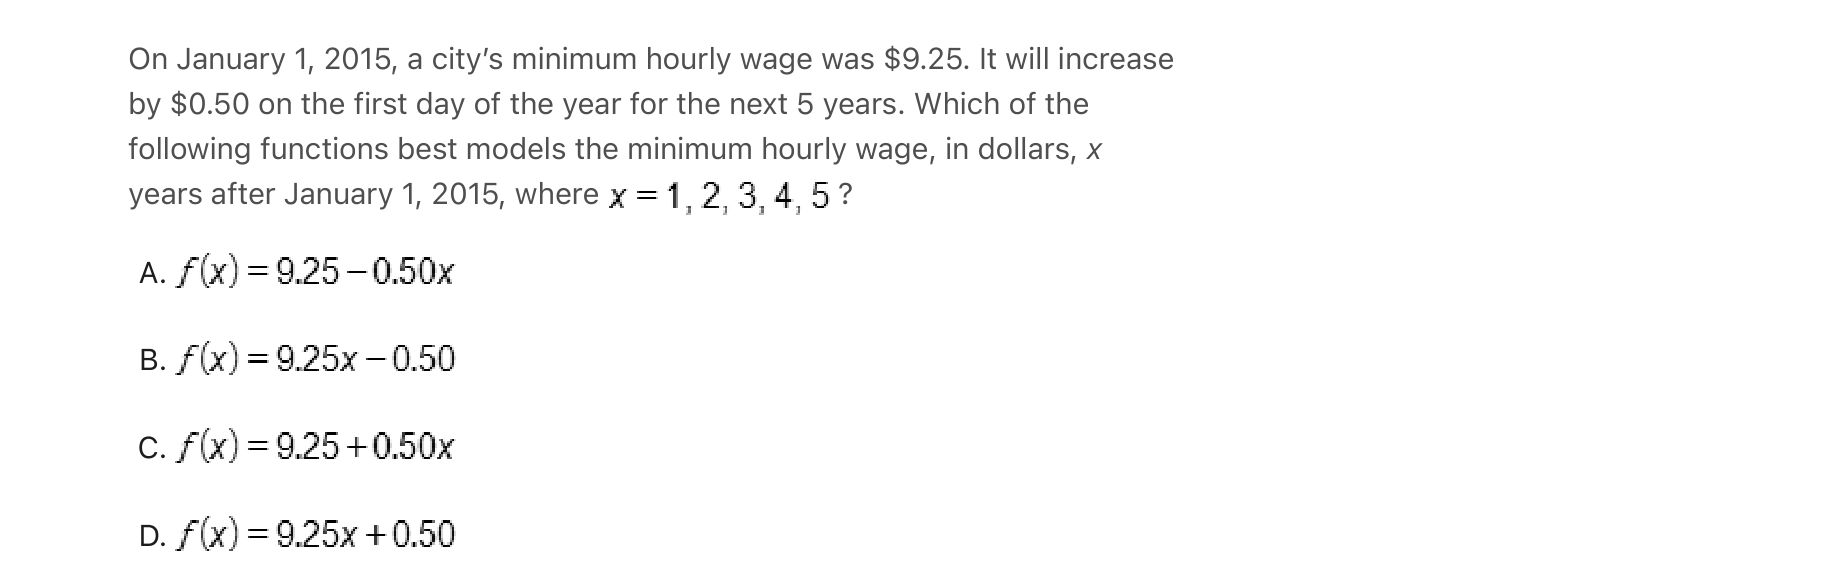 On January 1, 2015, a city's minimum hourly wage was $9.25. It will increase
by $0.50 on the first day of the year for the next 5 years. Which of the
following functions best models the minimum hourly wage, in dollars, x
years after January 1, 2015, where x = 1, 2, 3, 4, 5 ?
A. f(x) = 9.25 – 0.50x
B. f(x) = 9.25x – 0.50
C. f(x) = 9.25 + 0.50x
D. f(x) = 9.25x + 0.50